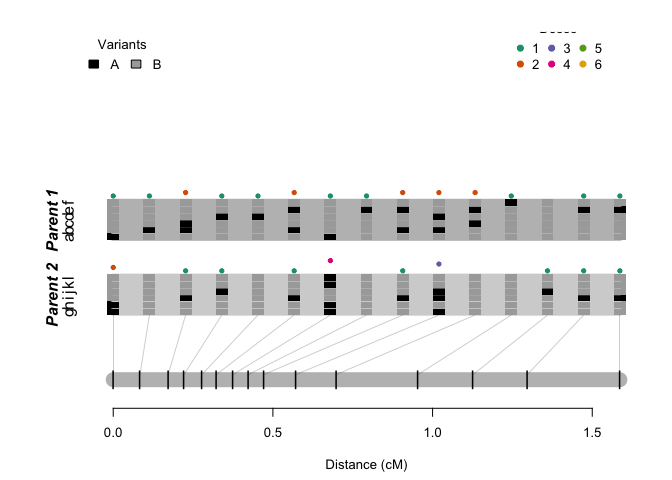 Variants
A B
1 3 5
2 4 6
Parent 1
abcdef
Parent 2
ghijkl
0.0 0.5 1.0 1.5
Distance (cM)